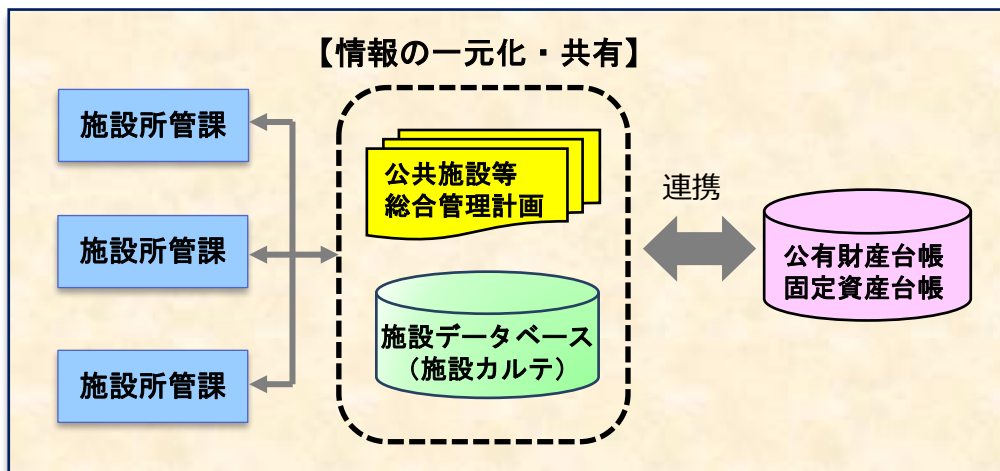 【情報の一元化・共有】
施設所管課
施設所管課
施設所管課
公共施設等
総合管理計画
施設データベース
（施設カルテ）
連携
公有財産台帳
固定資産台帳